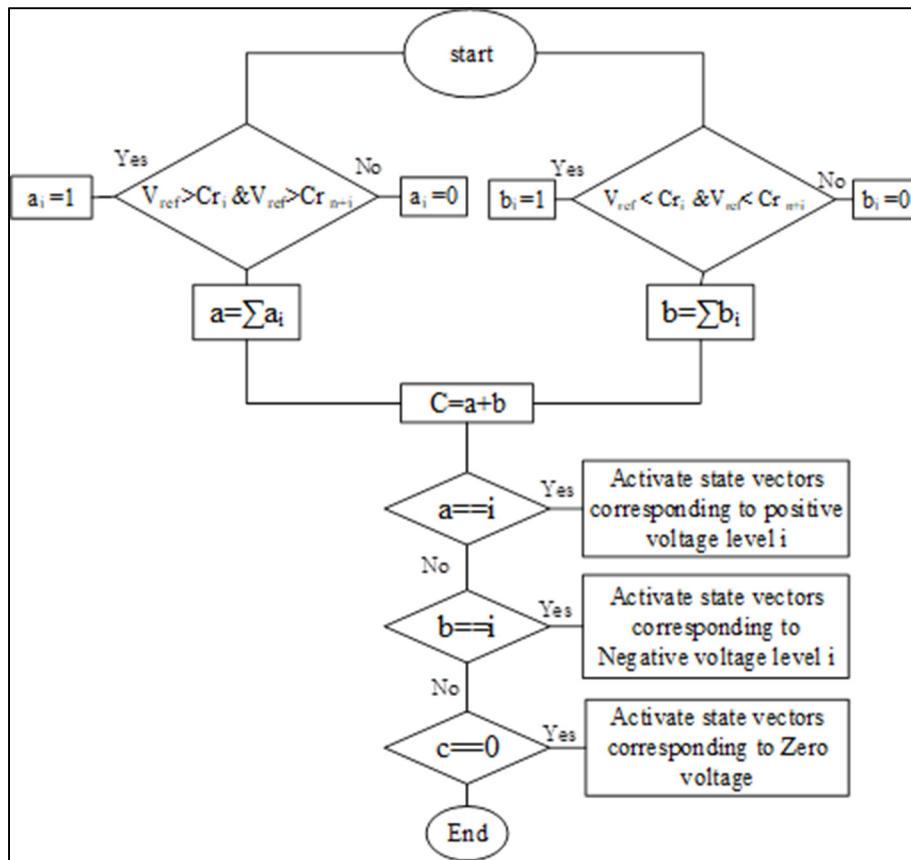 start
Yes
No
V_ref>Cr_i &V_ref>Cr_n+i
a_i=1
a_i=0
Yes
No
V_ref<Cr_i &V_ref<Cr_n+i
b_i=1
b_i=0
a=∑a_i
b=∑b_i
C=a+b
a==i
Yes
Activate state vectors
corresponding to positive
voltage level i
No
b==i
Yes
Activate state vectors
corresponding to
Negative voltage level i
No
c==0
Yes
Activate state vectors
corresponding to Zero
voltage
End